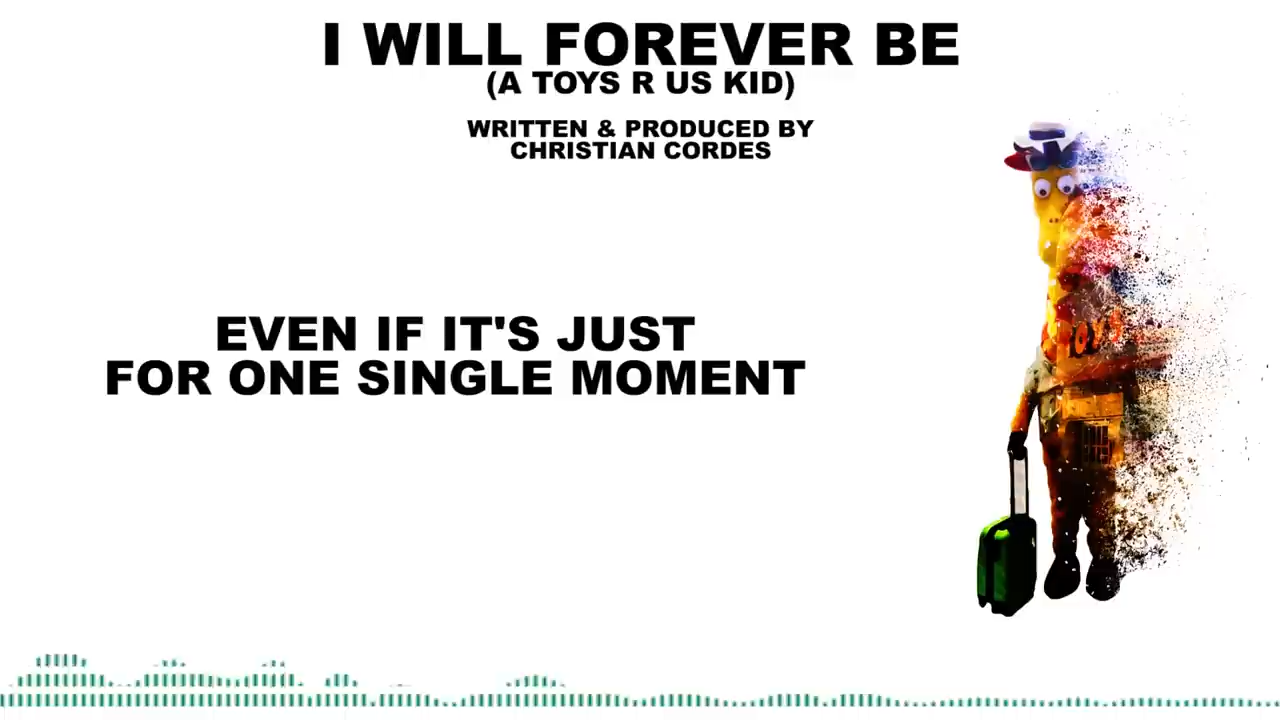 I WILL FOREVER BE
(A TOYS R US KID)
WRITTEN & PRODUCED BY
CHRISTIAN CORDES
EVEN IF IT'S JUST
FOR ONE SINGLE MOMENT